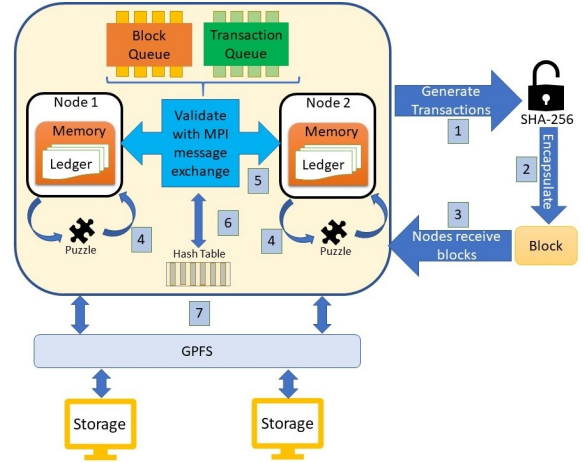 Block
Queue
Transaction
Queue
Node 1
Memory
Ledger
Validate
with MPI
message
exchange
Node 2
Memory
Ledger
5
4
Puzzle
6
4
Puzzle
Hash Table
7
Generate
Transactions
1
SHA-256
2
Encapsulate
3
Nodes receive
blocks
Block
GPFS
Storage
Storage